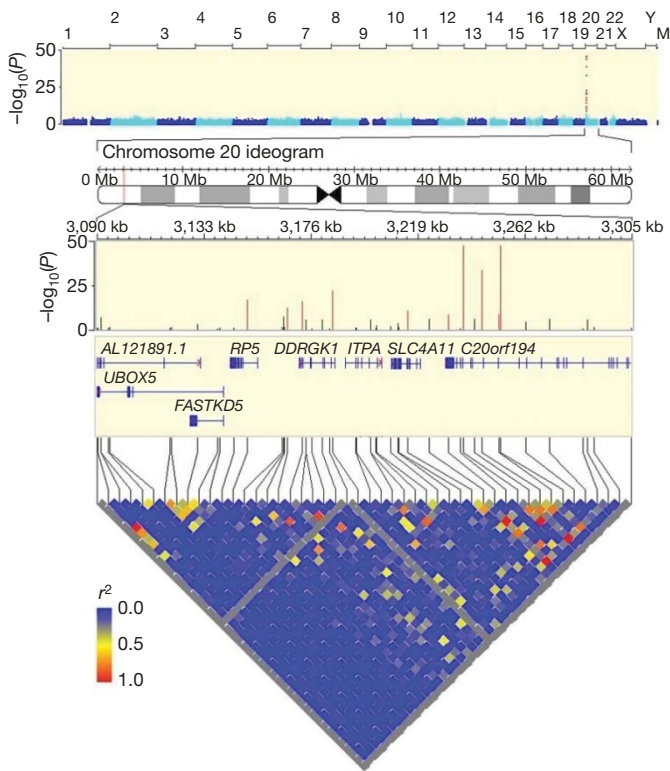 2 4 6 8 10 12 14 16 18 20 22 Y
1 3 5 7 9 11 13 15 17 19 21 X M
50
25
0
−log10(P)
Chromosome 20 ideogram
0 Mb 10 Mb 20 Mb 30 Mb 40 Mb 50 Mb 60 Mb
3,090 kb 3,133 kb 3,176 kb 3,219 kb 3,262 kb 3,305 kb
50
25
0
−log10(P)
AL121891.1 RP5 DDRGK1 ITPA SLC4A11 C20orf194
UBOX5
FASTKD5
r²
0.0
0.5
1.0